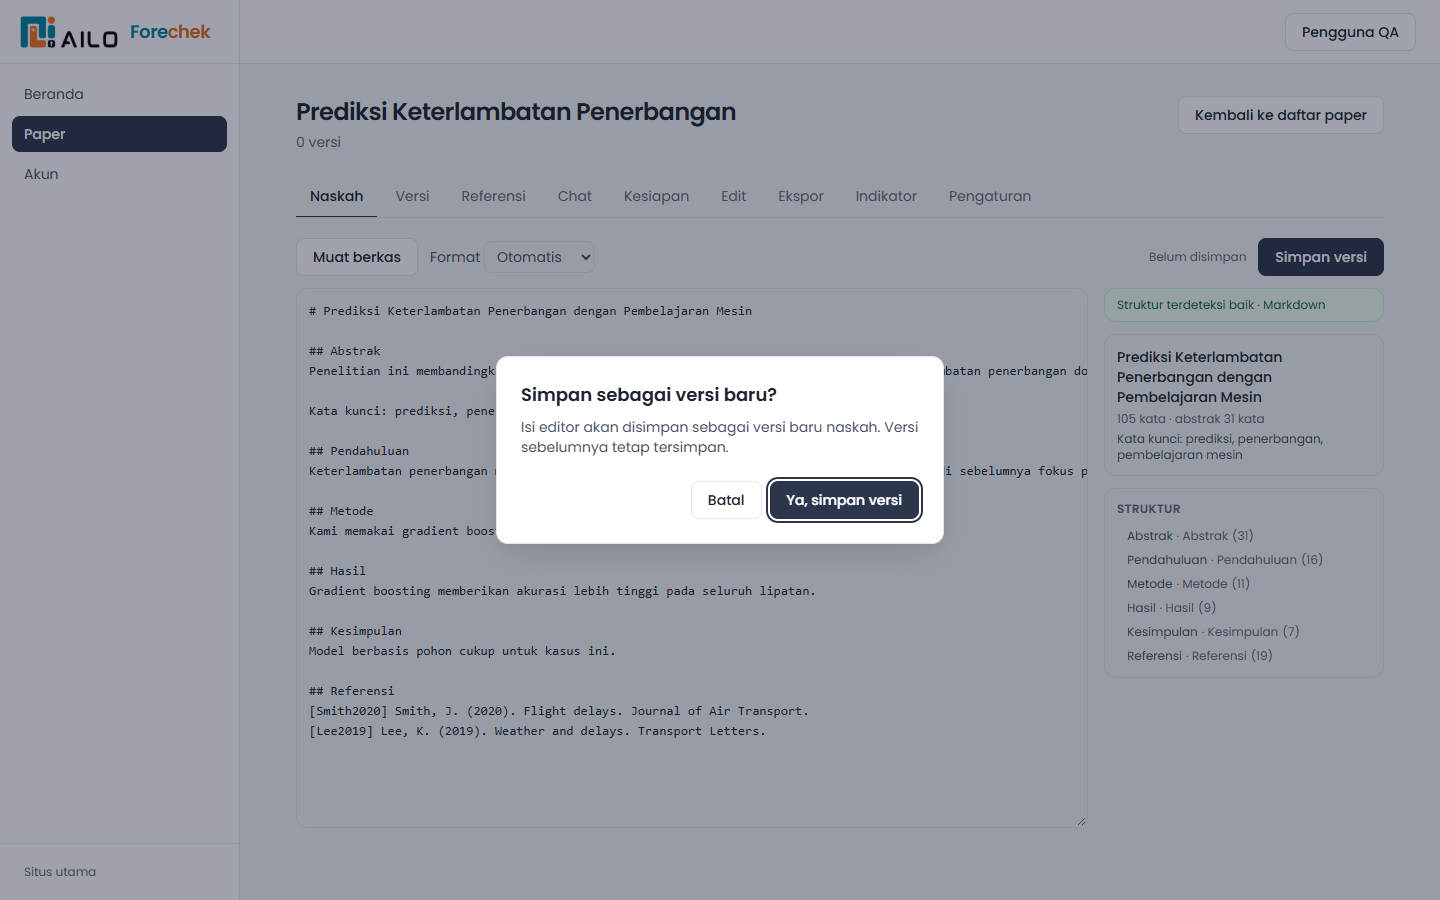 AILO Forechek
Pengguna QA
Beranda
Paper
Akun
Situs utama
Prediksi Keterlambatan Penerbangan
0 versi
Kembali ke daftar paper
Naskah Versi Referensi Chat Kesiapan Edit Ekspor Indikator Pengaturan
Muat berkas Format Otomatis
Belum disimpan Simpan versi
# Prediksi Keterlambatan Penerbangan dengan Pembelajaran Mesin
## Abstrak
Penelitian ini
penerbangan
Kata kunci: prediksi,
## Pendahuluan
Keterlambatan penerbangan
sebelumnya fokus
## Metode
Kami memakai gradient
## Hasil
Gradient boosting memberikan akurasi lebih tinggi pada seluruh lipatan.
## Kesimpulan
Model berbasis pohon cukup untuk kasus ini.
## Referensi
[Smith2020] Smith, J. (2020). Flight delays. Journal of Air Transport.
[Lee2019] Lee, K. (2019). Weather and delays. Transport Letters.
Simpan sebagai versi baru?
Isi editor akan disimpan sebagai versi baru naskah. Versi
sebelumnya tetap tersimpan.
Batal
Ya, simpan versi
Struktur terdeteksi baik · Markdown
Prediksi Keterlambatan
Penerbangan dengan
Pembelajaran Mesin
105 kata · abstrak 31 kata
Kata kunci: prediksi, penerbangan,
pembelajaran mesin
STRUKTUR
Abstrak · Abstrak (31)
Pendahuluan · Pendahuluan (16)
Metode · Metode (11)
Hasil · Hasil (9)
Kesimpulan · Kesimpulan (7)
Referensi · Referensi (19)